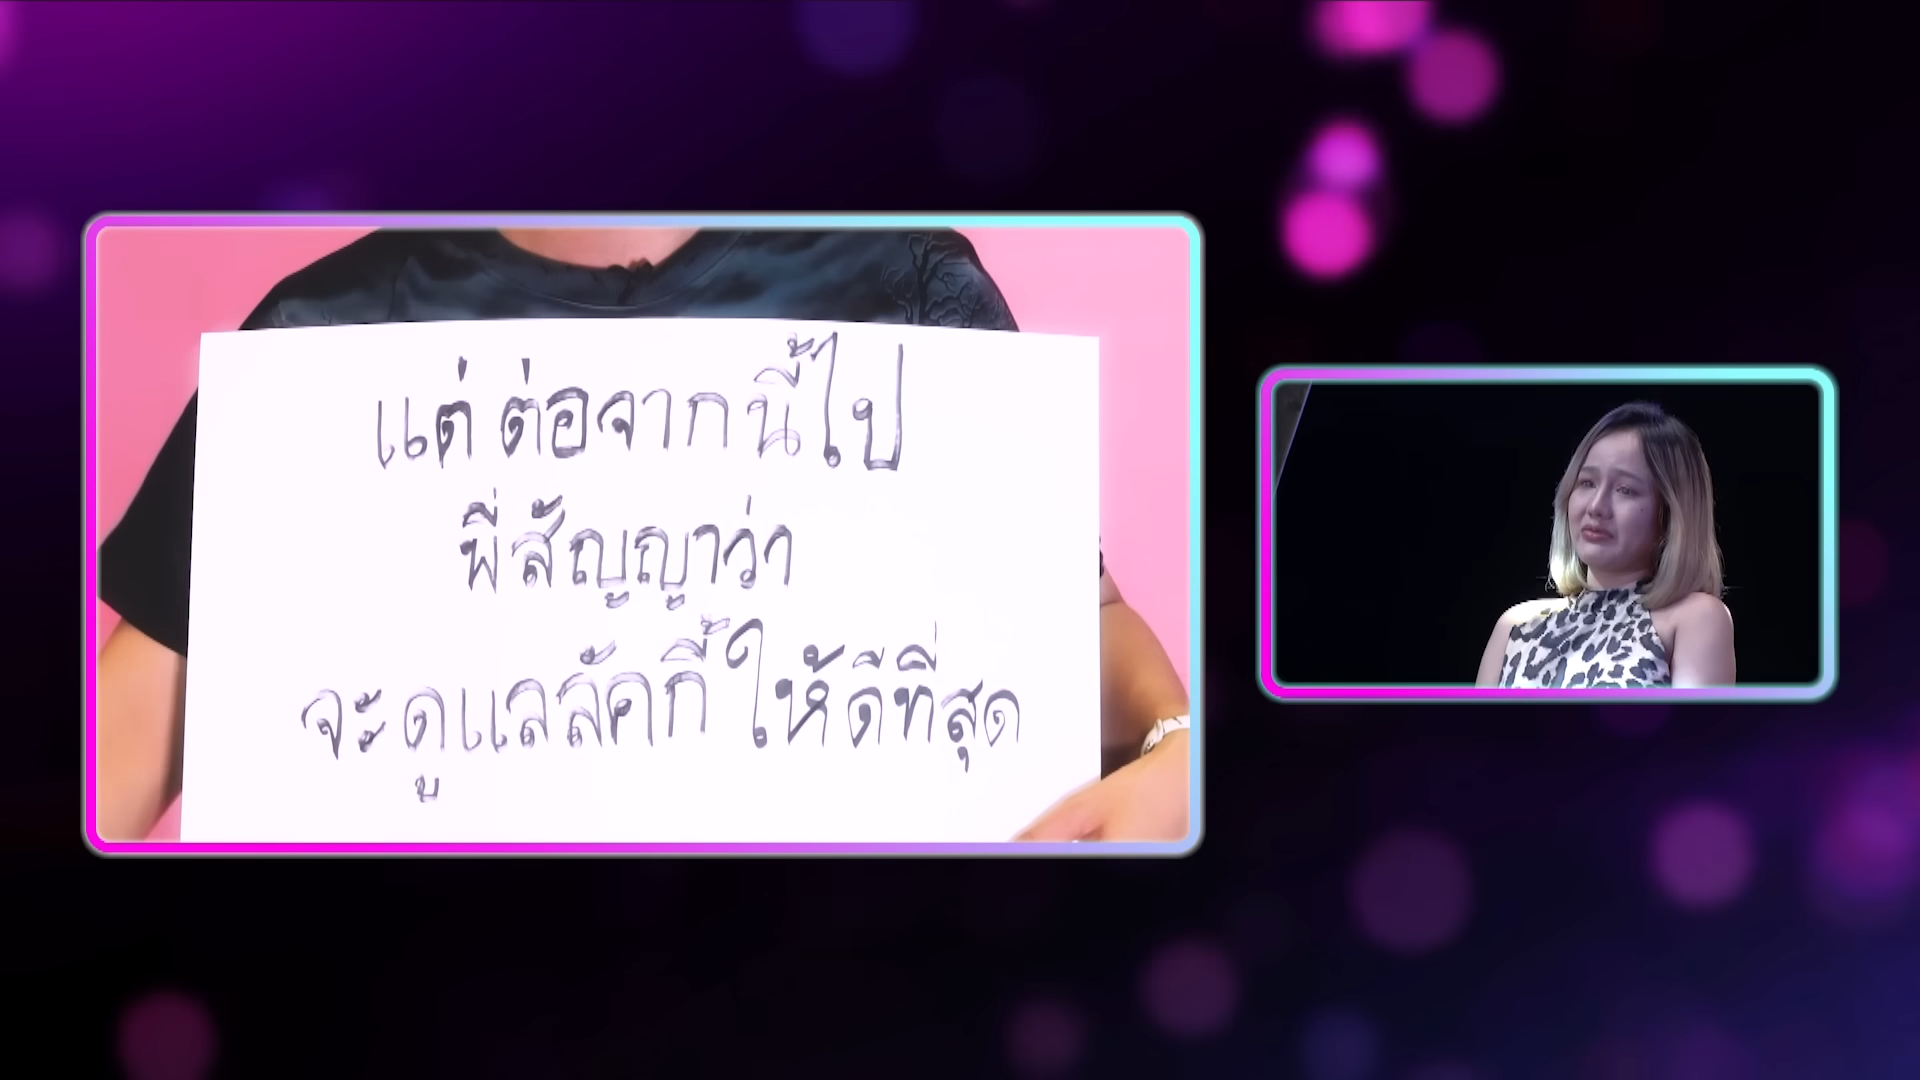 แต่ ต่อจากนี้ไป
พี่สัญญาว่า
จะดูแลลัคกี้ให้ดีที่สุด